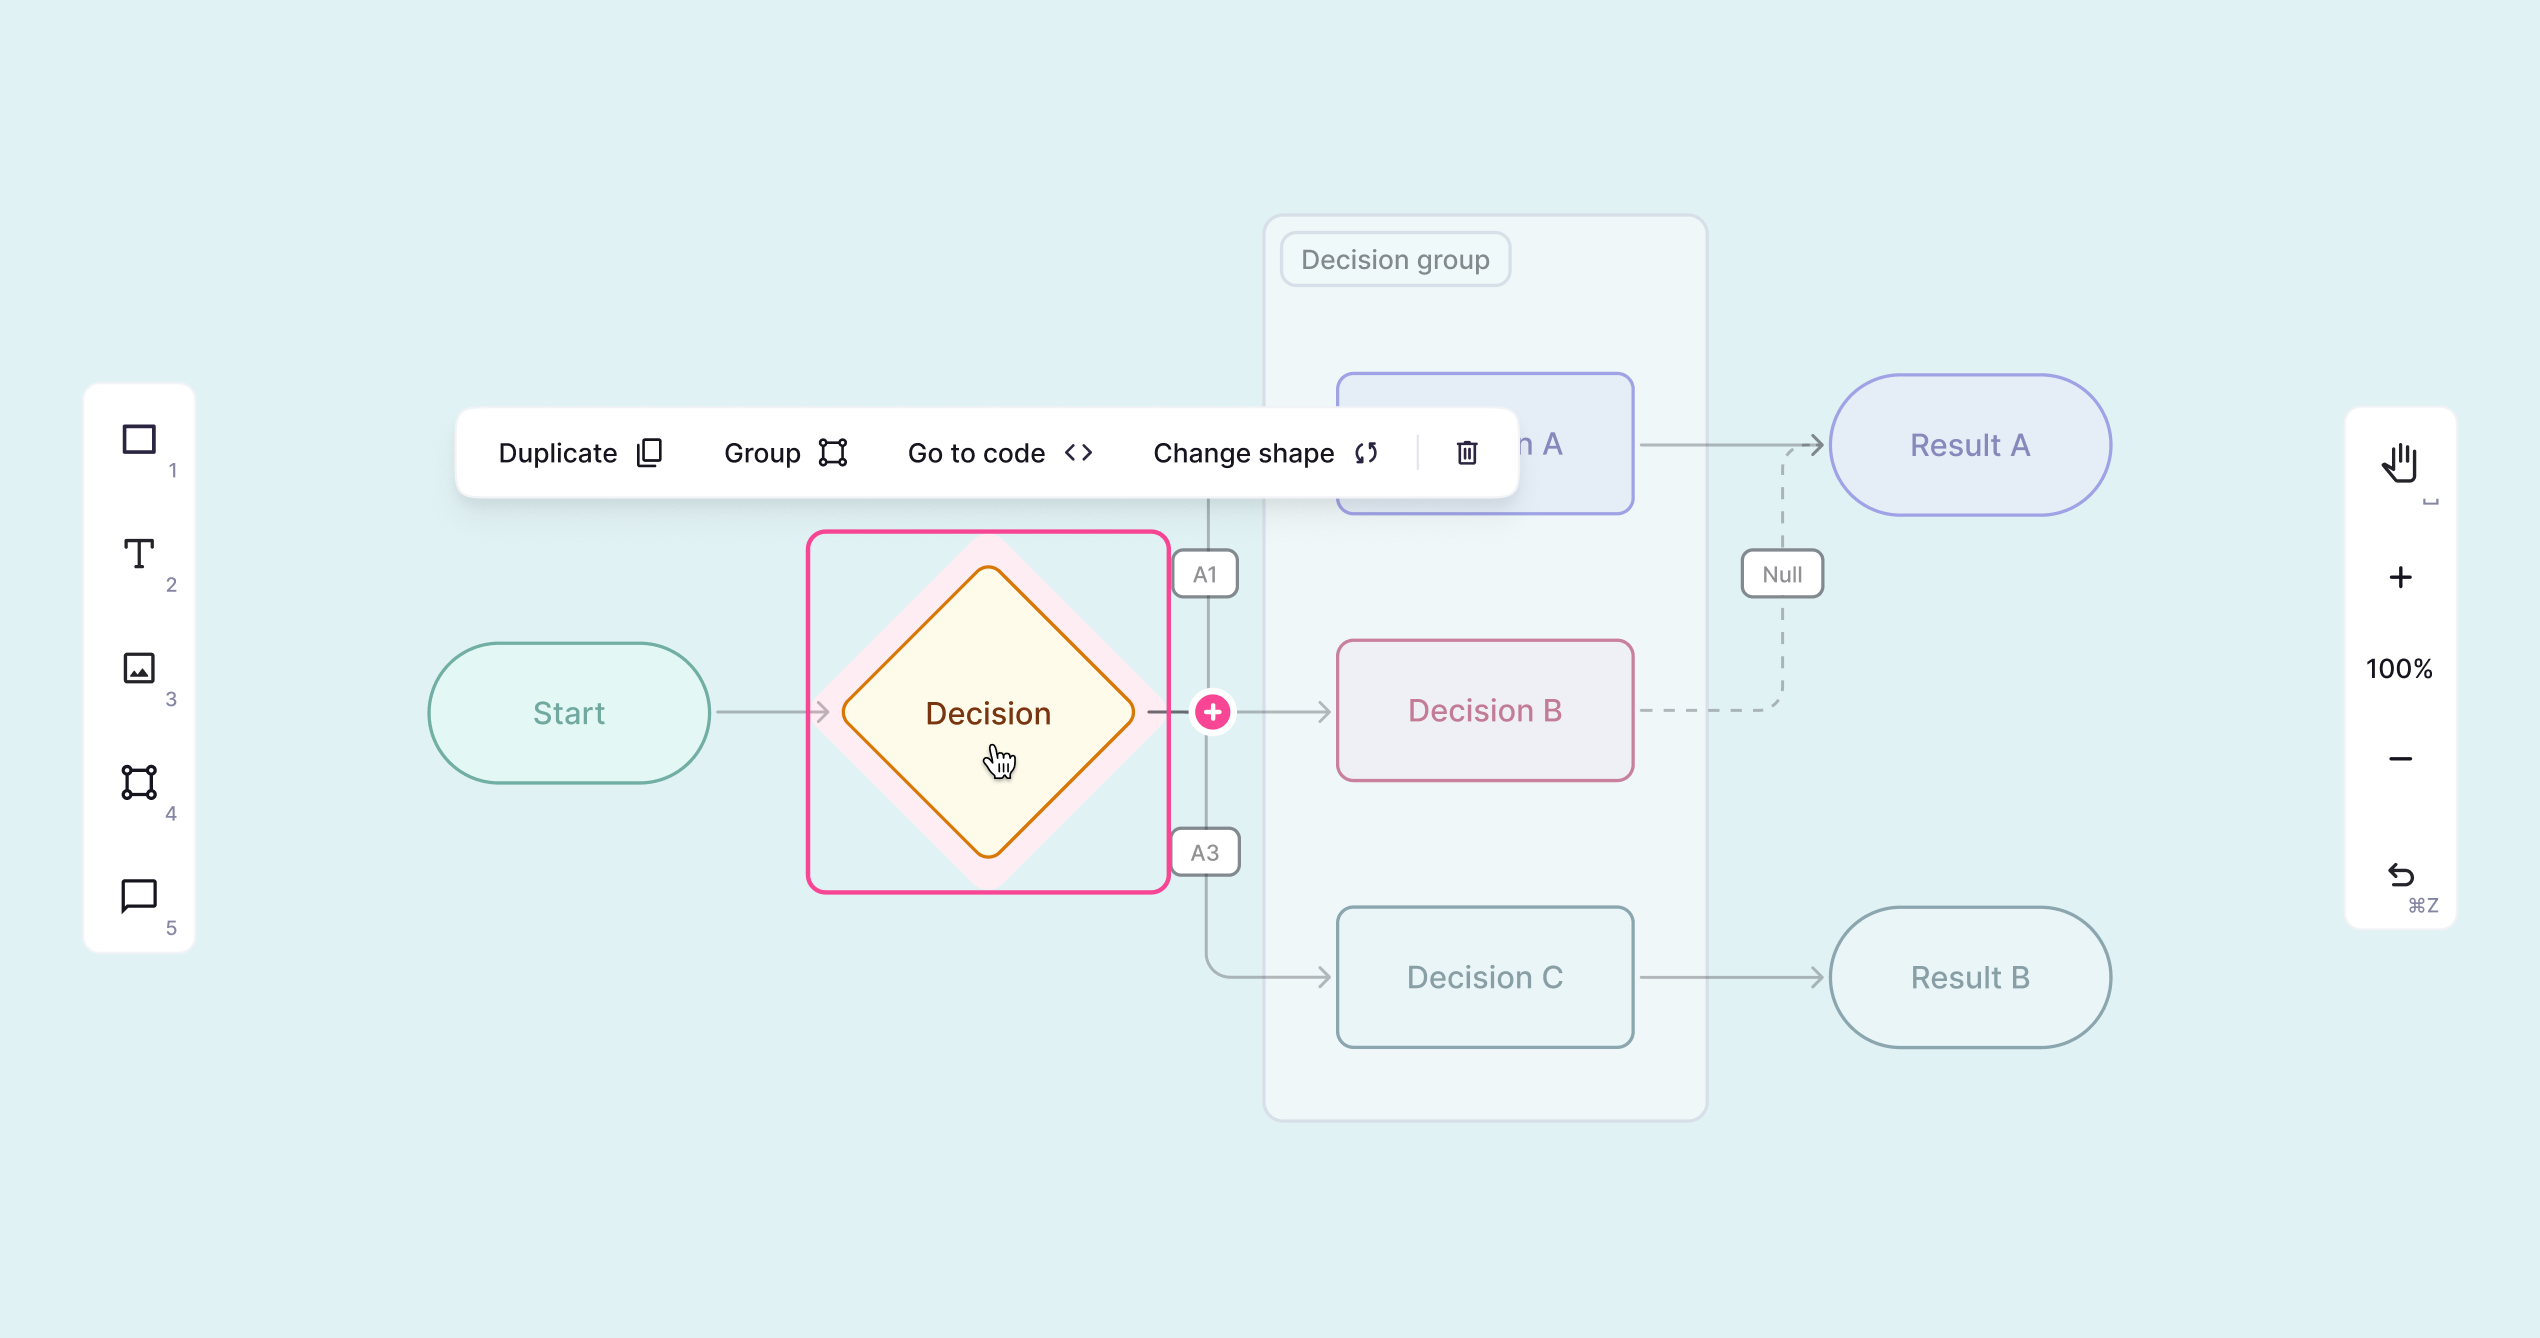 Decision group
Duplicate
Group
Go to code
Change shape
n A
Result A
1
2
3
4
5
A1
Null
Start
Decision
Decision B
A3
Decision C
Result B
+
100%
−
⌘Z